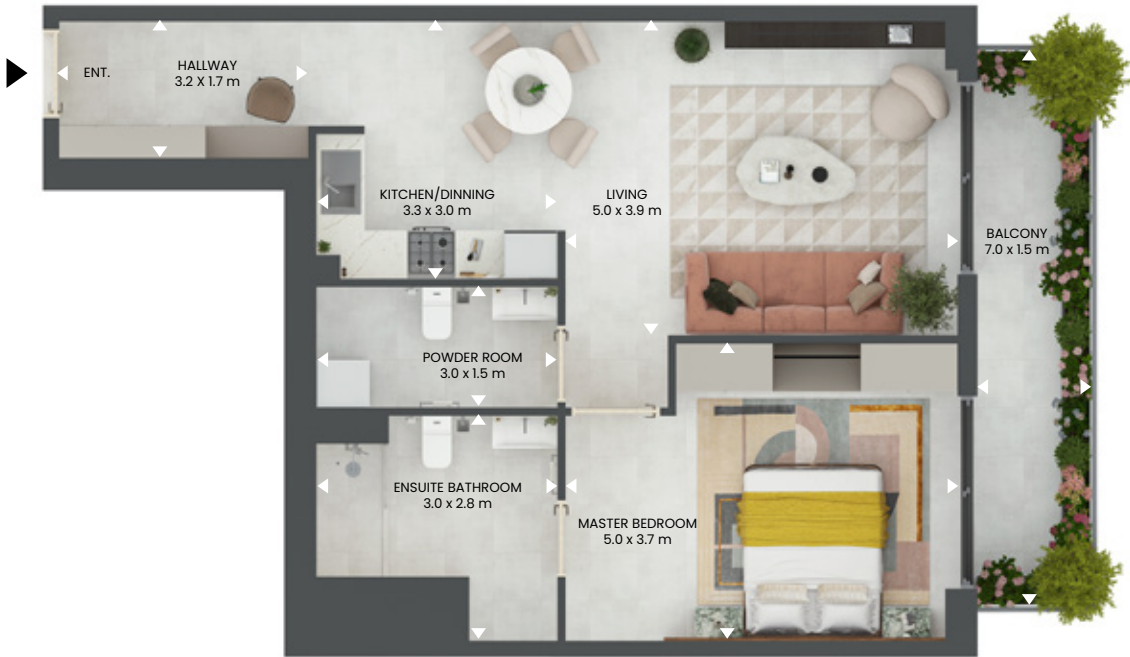 ENT.
HALLWAY
3.2 X 1.7 m
KITCHEN/DINNING
3.3 x 3.0 m
LIVING
5.0 x 3.9 m
BALCONY
7.0 x 1.5 m
POWDER ROOM
3.0 x 1.5 m
ENSUITE BATHROOM
3.0 x 2.8 m
MASTER BEDROOM
5.0 x 3.7 m